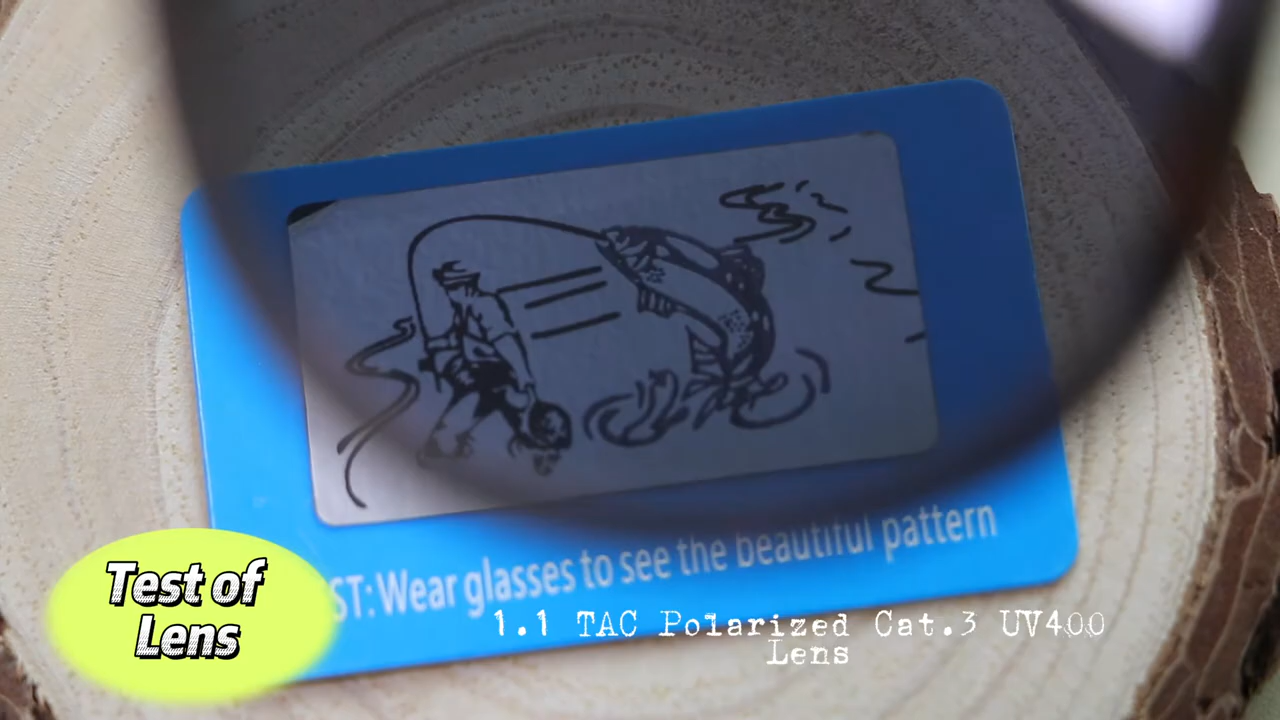 ST: Wear glasses to see the beautiful pattern
Test of
Lens
1.1 TAC Polarized Cat.3 UV400
Lens